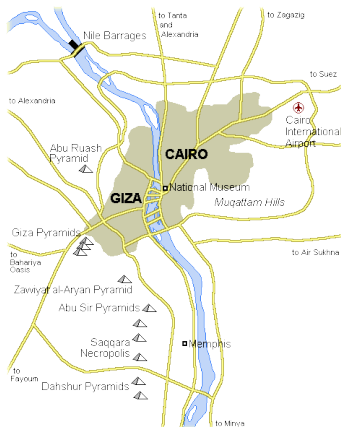 to Tanta
and
Alexandria
to Zagazig
Nile Barrages
to Suez
to Alexandria
Cairo
International
Airport
Abu Ruash
Pyramid
CAIRO
National Museum
GIZA
Muqattam Hills
Giza Pyramids
to Air Sukhna
to
Bahariya
Oasis
Zawiyat al-Aryan Pyramid
Abu Sir Pyramids
Saqqara
Necropolis
Memphis
to
Fayoum
Dahshur Pyramids
to Minya